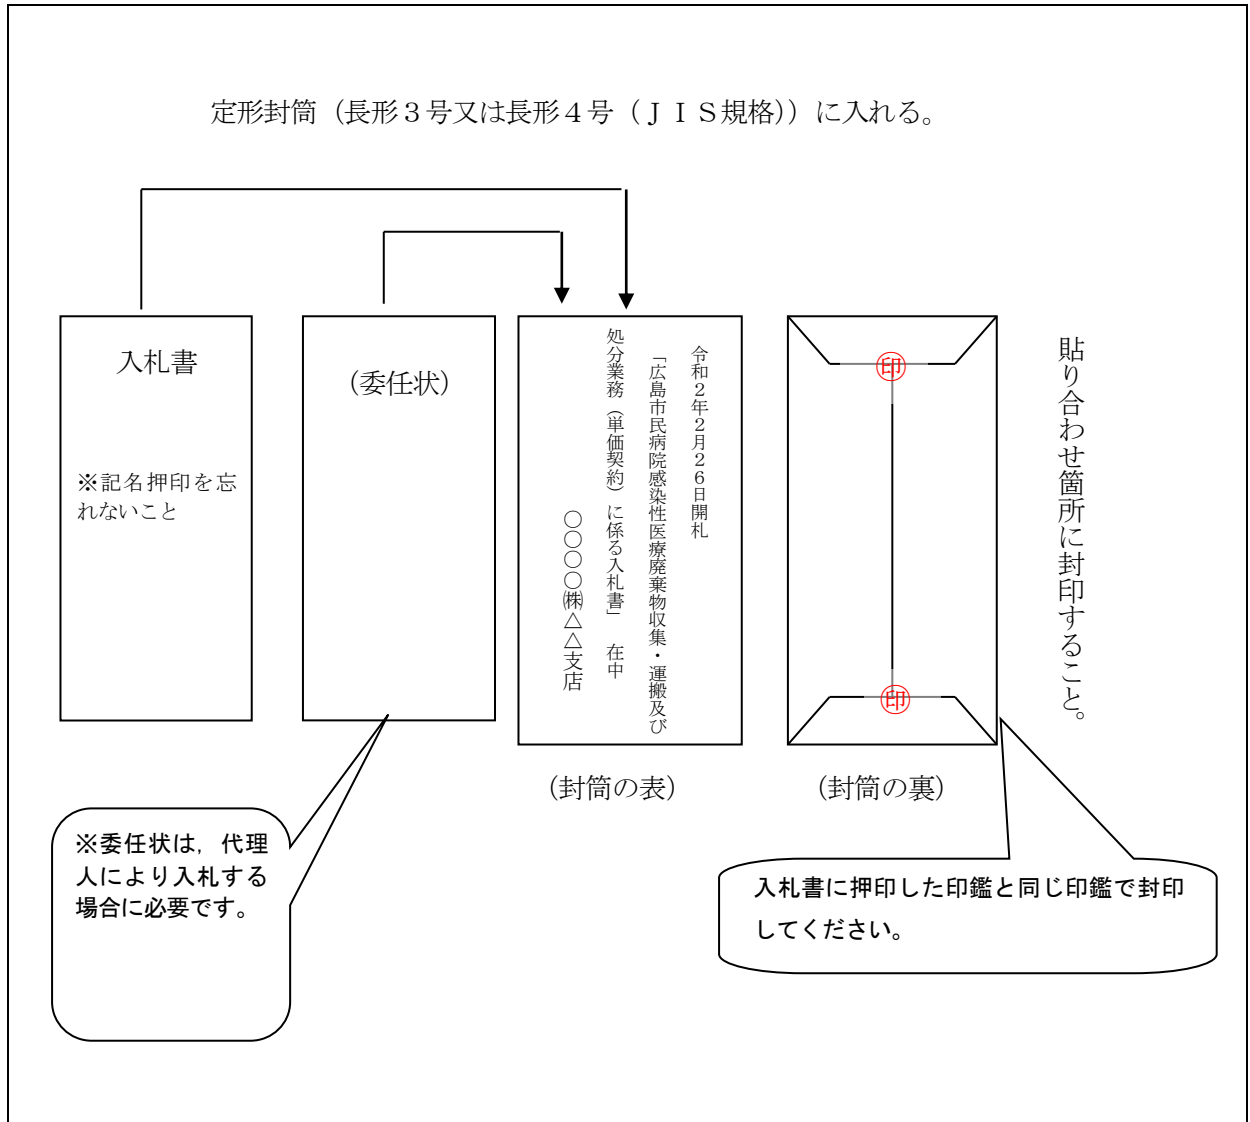 定形封筒（長形３号又は長形４号（ＪＩＳ規格））に入れる。
入札書
※記名押印を忘
れないこと
（委任状）
令和２年２月２６日開札
「広島市民病院感染性医療廃棄物収集・運搬及び
処分業務（単価契約）に係る入札書」　在中
〇〇〇〇㈱△△支店
（封筒の表）
印
印
（封筒の裏）
貼り合わせ箇所に封印すること。
※委任状は，代理
人により入札する
場合に必要です。
入札書に押印した印鑑と同じ印鑑で封印
してください。